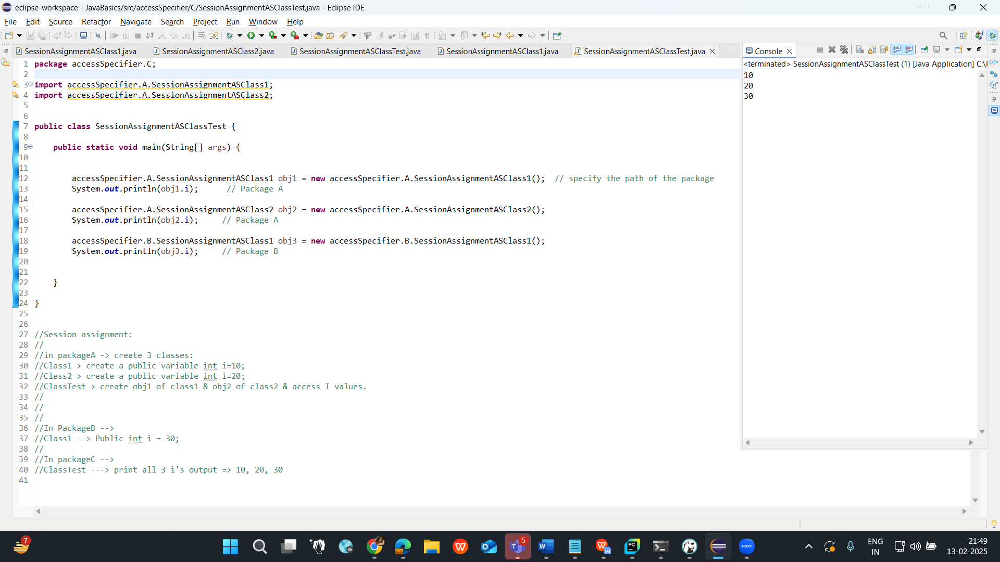 eclipse-workspace - JavaBasics/src/accessSpecifier/C/SessionAssignmentASClassTest.java - Eclipse IDE
File Edit Source Refactor Navigate Search Project Run Window Help
SessionAssignmentASClass1.java SessionAssignmentASClass2.java SessionAssignmentASClassTest.java SessionAssignmentASClass1.java SessionAssignmentASClassTest.java
1 package accessSpecifier.C;
2
3 import accessSpecifier.A.SessionAssignmentASClass1;
4 import accessSpecifier.A.SessionAssignmentASClass2;
5
6
7 public class SessionAssignmentASClassTest {
8
9 public static void main(String[] args) {
10
11
12 accessSpecifier.A.SessionAssignmentASClass1 obj1 = new accessSpecifier.A.SessionAssignmentASClass1(); // specify the path of the package
13 System.out.println(obj1.i); // Package A
14
15 accessSpecifier.A.SessionAssignmentASClass2 obj2 = new accessSpecifier.A.SessionAssignmentASClass2();
16 System.out.println(obj2.i); // Package A
17
18 accessSpecifier.B.SessionAssignmentASClass1 obj3 = new accessSpecifier.B.SessionAssignmentASClass1();
19 System.out.println(obj3.i); // Package B
20
21
22 }
23
24 }
25
26
27 //Session assignment:
28 //
29 //in packageA -> create 3 classes:
30 //Class1 > create a public variable int i=10;
31 //Class2 > create a public variable int i=20;
32 //ClassTest > create obj1 of class1 & obj2 of class2 & access I values.
33 //
34 //
35 //
36 //In PackageB -->
37 //Class1 --> Public int i = 30;
38 //
39 //In packageC -->
40 //ClassTest ---> print all 3 i's output => 10, 20, 30
41
Console
<terminated> SessionAssignmentASClassTest (1) [Java Application] C:\
10
20
30
7
5
PC
zoom
ENG
IN
21:49
13-02-2025